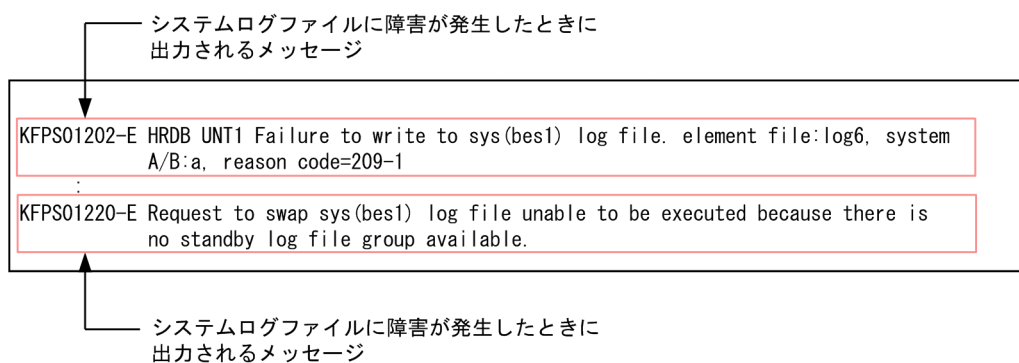 システムログファイルに障害が発生したときに
出力されるメッセージ
KFPS01202-E HRDB UNT1 Failure to write to sys(bes1) log file. element file:log6, system
A/B:a, reason code=209-1
:
KFPS01220-E Request to swap sys(bes1) log file unable to be executed because there is
no standby log file group available.
システムログファイルに障害が発生したときに
出力されるメッセージ